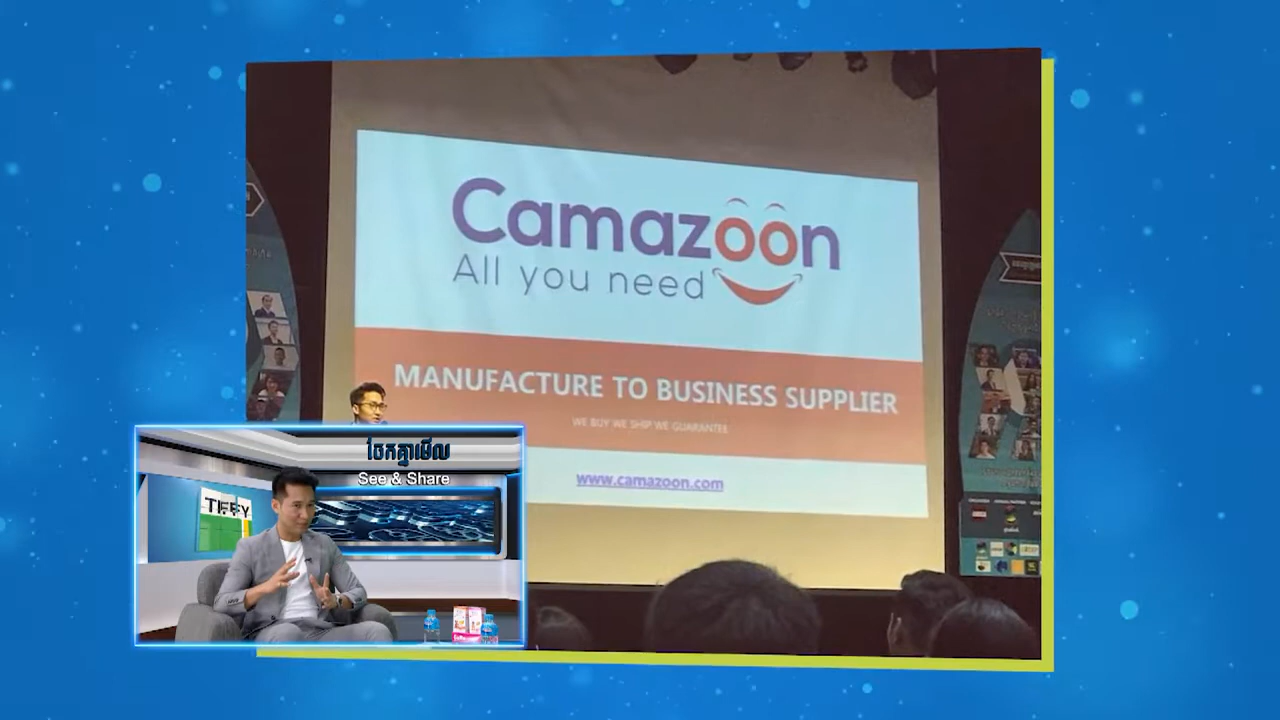 Camazoon
All you need
MANUFACTURE TO BUSINESS SUPPLIER
WE BUY WE SHIP WE GUARANTEE
www.camazoon.com
ចែកគ្នាមើល
See & Share
TIFFY